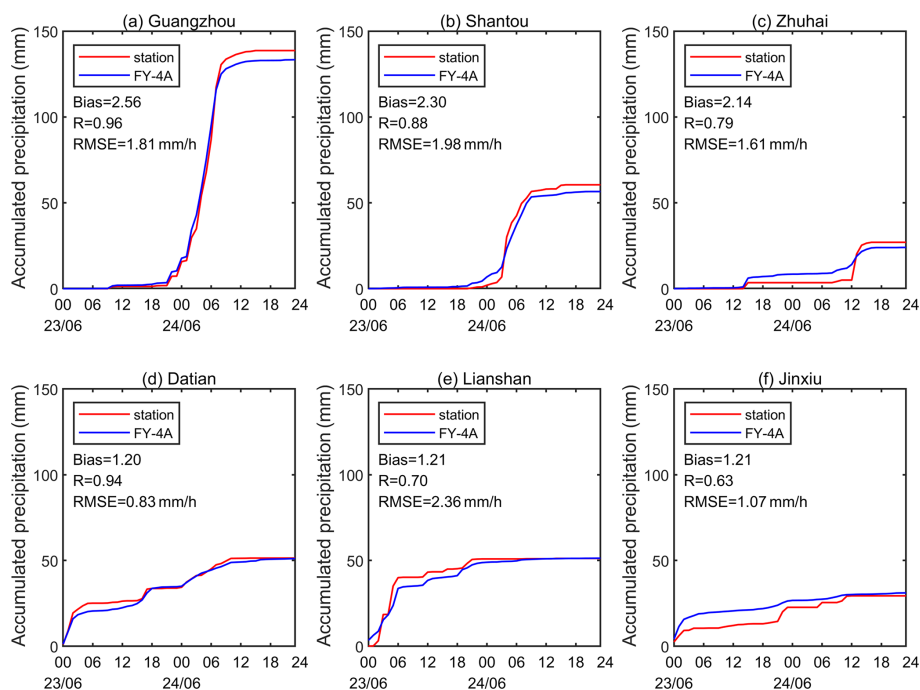 (a) Guangzhou
Accumulated precipitation (mm)
150
100
50
0
station
FY-4A
Bias=2.56
R=0.96
RMSE=1.81 mm/h
00 06 12 18 00 06 12 18 24
23/06 24/06
(b) Shantou
Accumulated precipitation (mm)
150
100
50
0
station
FY-4A
Bias=2.30
R=0.88
RMSE=1.98 mm/h
00 06 12 18 00 06 12 18 24
23/06 24/06
(c) Zhuhai
Accumulated precipitation (mm)
150
100
50
0
station
FY-4A
Bias=2.14
R=0.79
RMSE=1.61 mm/h
00 06 12 18 00 06 12 18 24
23/06 24/06
(d) Datian
Accumulated precipitation (mm)
150
100
50
0
station
FY-4A
Bias=1.20
R=0.94
RMSE=0.83 mm/h
00 06 12 18 00 06 12 18 24
23/06 24/06
(e) Lianshan
Accumulated precipitation (mm)
150
100
50
0
station
FY-4A
Bias=1.21
R=0.70
RMSE=2.36 mm/h
00 06 12 18 00 06 12 18 24
23/06 24/06
(f) Jinxiu
Accumulated precipitation (mm)
150
100
50
0
station
FY-4A
Bias=1.21
R=0.63
RMSE=1.07 mm/h
00 06 12 18 00 06 12 18 24
23/06 24/06